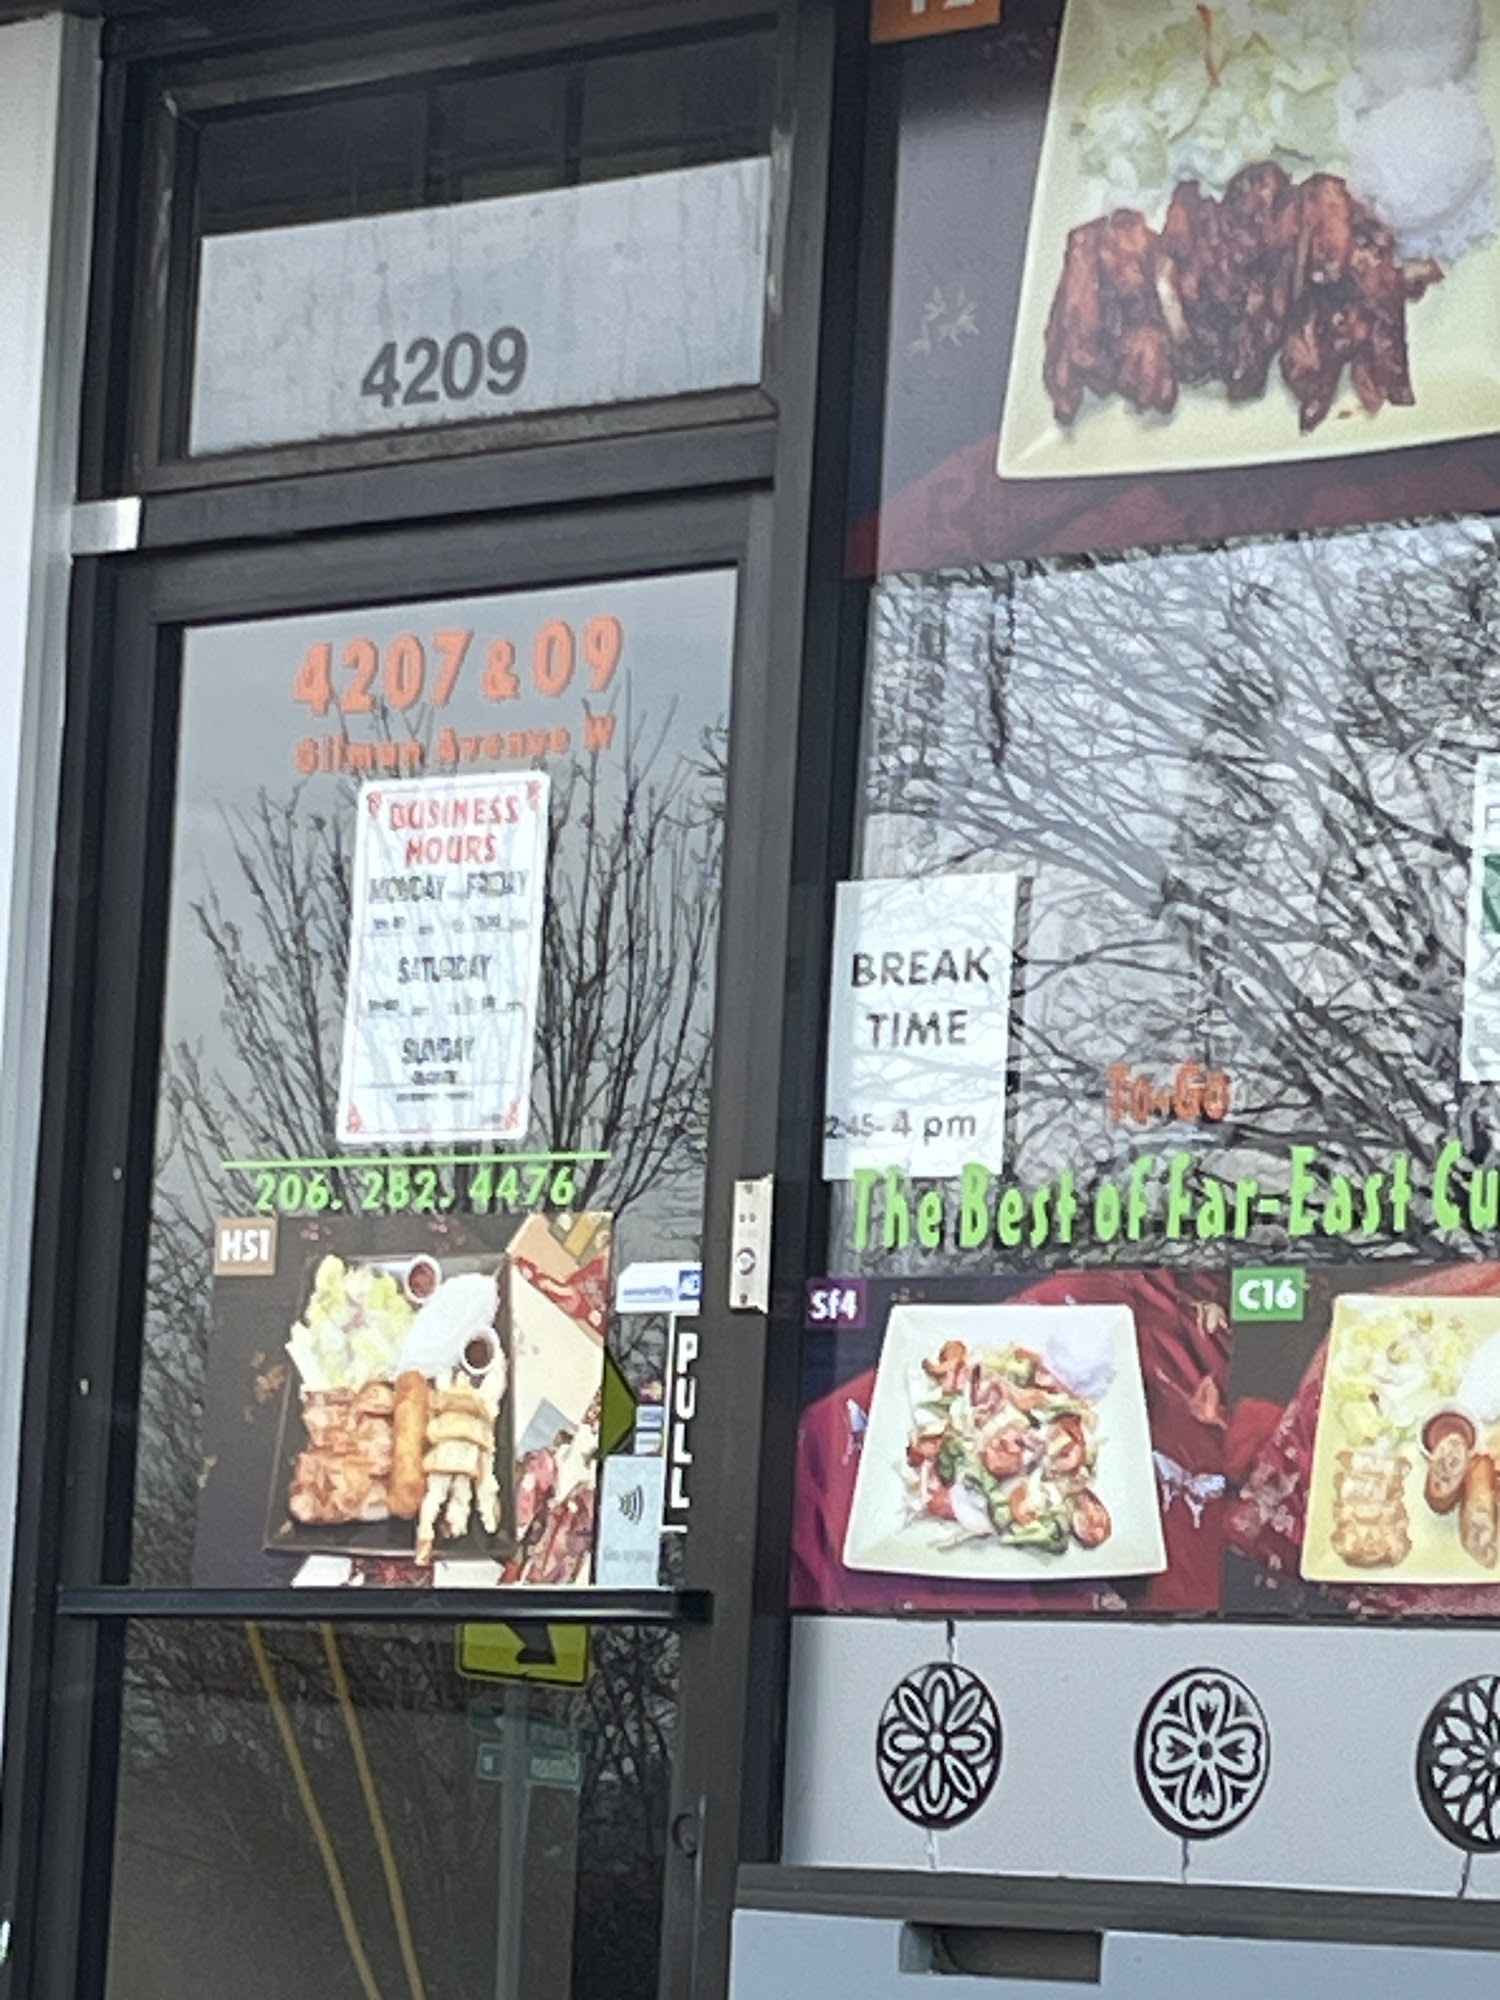 4209
4207 & 09
Gilman Avenue W
BUSINESS
HOURS
MONDAY - FRIDAY
SATURDAY
SUNDAY
206. 282. 4476
HS1
PULL
BREAK
TIME
2:45-4 pm
To-Go
The Best of Far-East Cu
Sf4
C16